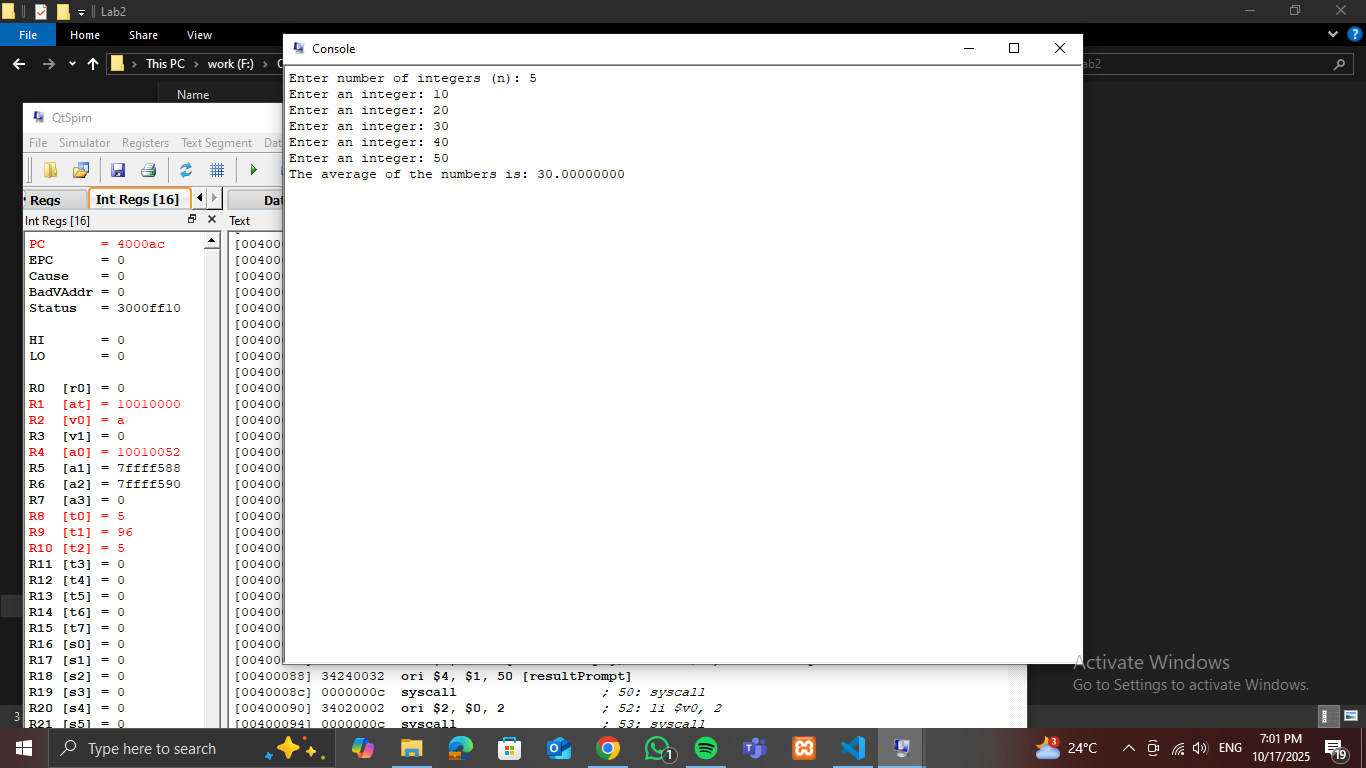 Lab2
File Home Share View
This PC work (F:)
Name
Console
Enter number of integers (n): 5
Enter an integer: 10
Enter an integer: 20
Enter an integer: 30
Enter an integer: 40
Enter an integer: 50
The average of the numbers is: 30.00000000
QtSpim
File Simulator Registers Text Segment Dat
Regs Int Regs [16] Dat
Int Regs [16] Text
PC = 4000ac
EPC = 0
Cause = 0
BadVAddr = 0
Status = 3000ff10
HI = 0
LO = 0
R0 [r0] = 0
R1 [at] = 10010000
R2 [v0] = a
R3 [v1] = 0
R4 [a0] = 10010052
R5 [a1] = 7ffff588
R6 [a2] = 7ffff590
R7 [a3] = 0
R8 [t0] = 5
R9 [t1] = 96
R10 [t2] = 5
R11 [t3] = 0
R12 [t4] = 0
R13 [t5] = 0
R14 [t6] = 0
R15 [t7] = 0
R16 [s0] = 0
R17 [s1] = 0
R18 [s2] = 0
R19 [s3] = 0
R20 [s4] = 0
R21 [s5] = 0
[00400088] 34240032 ori $4, $1, 50 [resultPrompt]
[0040008c] 0000000c syscall ; 50: syscall
[00400090] 34020002 ori $2, $0, 2 ; 52: li $v0, 2
[00400094] 0000000c syscall ; 53: syscall
Activate Windows
Go to Settings to activate Windows.
Type here to search
1
3
24°C
ENG
7:01 PM
10/17/2025
19